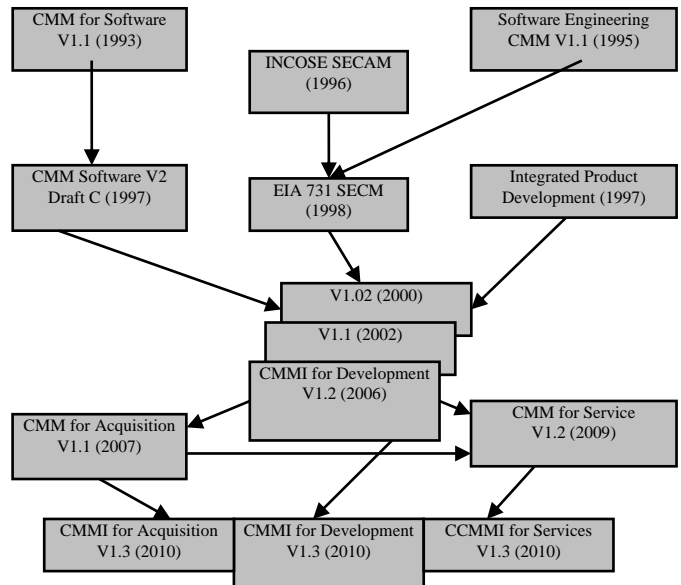 CMM for Software
V1.1 (1993)
Software Engineering
CMM V1.1 (1995)
INCOSE SECAM
(1996)
CMM Software V2
Draft C (1997)
EIA 731 SECM
(1998)
Integrated Product
Development (1997)
V1.02 (2000)
V1.1 (2002)
CMMI for Development
V1.2 (2006)
CMM for Acquisition
V1.1 (2007)
CMM for Service
V1.2 (2009)
CMMI for Acquisition
V1.3 (2010)
CMMI for Development
V1.3 (2010)
CCMMI for Services
V1.3 (2010)